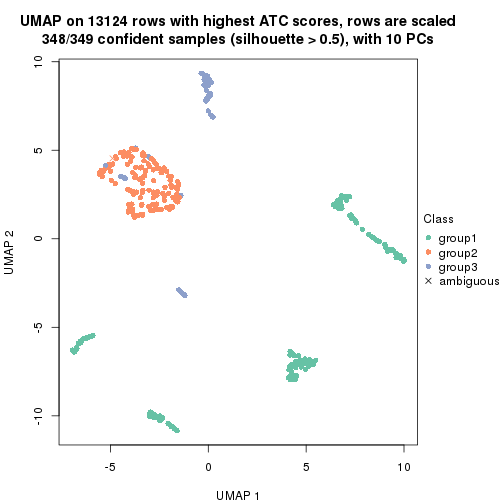 UMAP on 13124 rows with highest ATC scores, rows are scaled
348/349 confident samples (silhouette > 0.5), with 10 PCs
10
5
0
-5
-10
UMAP 2
-5
0
5
10
UMAP 1
Class
group1
group2
group3
ambiguous